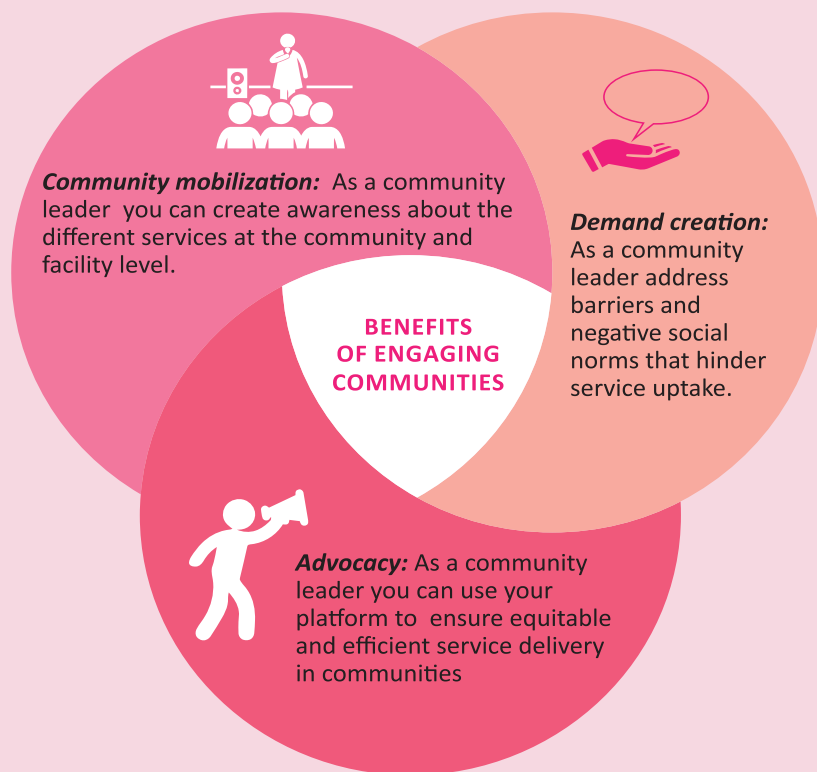 Community mobilization:  As a community
leader  you can create awareness about the
different services at the community and
facility level.
Demand creation:
As a community
leader address
barriers and
negative social
norms that hinder
service uptake.
BENEFITS
OF ENGAGING
COMMUNITIES
Advocacy: As a community
leader you can use your
platform to  ensure equitable
and efficient service delivery
in communities